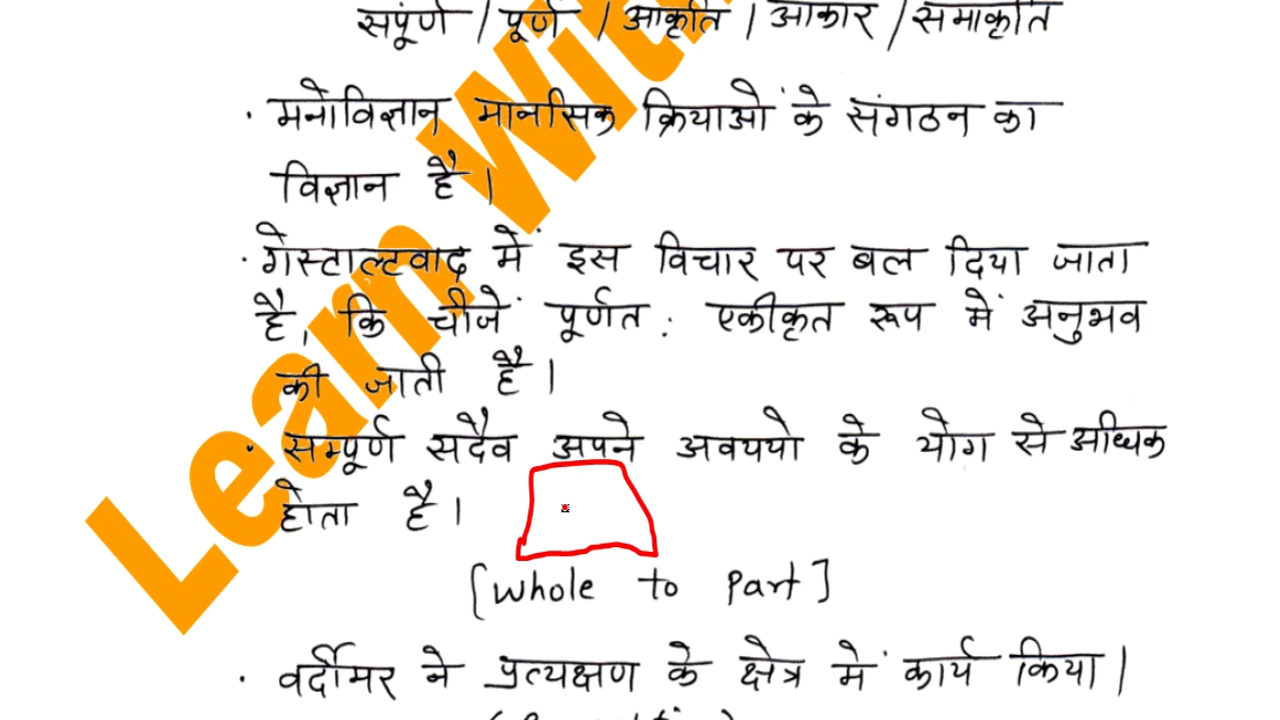 संपूर्ण / पूर्ण / आकृति / आकार / समाकृति
· मनोविज्ञान मानसिक क्रियाओं के संगठन का
विज्ञान है।
· गेस्टाल्टवाद में इस विचार पर बल दिया जाता
है, कि चीजें पूर्णत: एकीकृत रूप में अनुभव
की जाती है।
· सम्पूर्ण सदैव अपने अवययो के योग से अधिक
होता है।
[Whole to Part]
· वर्दीमर ने प्रत्यक्षण के क्षेत्र में कार्य किया।
Learn With